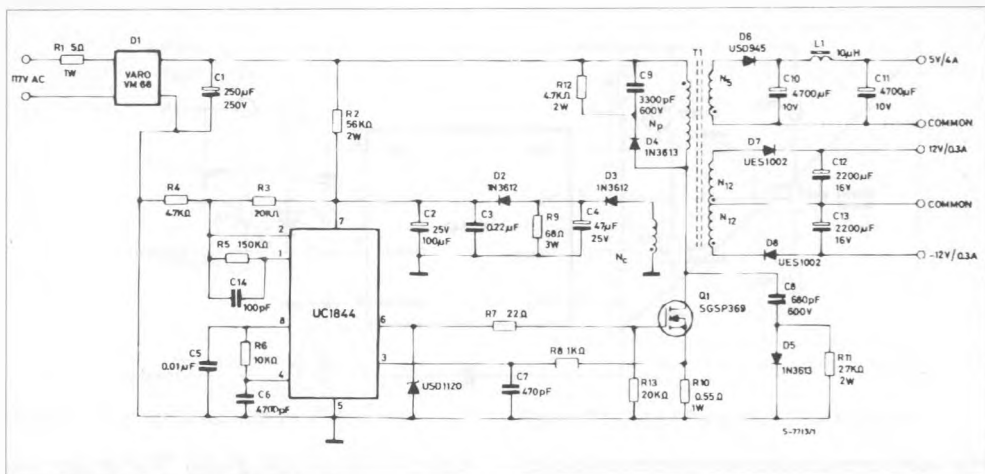 R1 5Ω
1W
117V AC
D1
VARO
VM 68
C1
250µF
250V
R2
56KΩ
2W
R12
4.7KΩ
2W
C9
3300pF
600V
Np
D4
1N3613
T1
N5
D6
USD945
L1
10µH
C10
4700µF
10V
C11
4700µF
10V
5V/4A
COMMON
D7
UES1002
12V/0.3A
N12
C12
2200µF
16V
COMMON
N12
C13
2200µF
16V
D8
UES1002
-12V/0.3A
R4
4.7KΩ
R3
20KΩ
7
2
R5 150KΩ
1
C14
100pF
UC1844
8
R6
10KΩ
C5
0.01µF
4
C6
4700pF
5
6
3
C2
25V
100µF
C3
0.22µF
D2
1N3612
R9
68Ω
3W
C4
47µF
25V
D3
1N3612
Nc
R7 22Ω
USD1120
C7
470pF
R8 1KΩ
Q1
SGSP369
R13
20KΩ
R10
0.55Ω
1W
C8
680pF
600V
D5
1N3613
R11
2.7KΩ
2W
S-7713/1